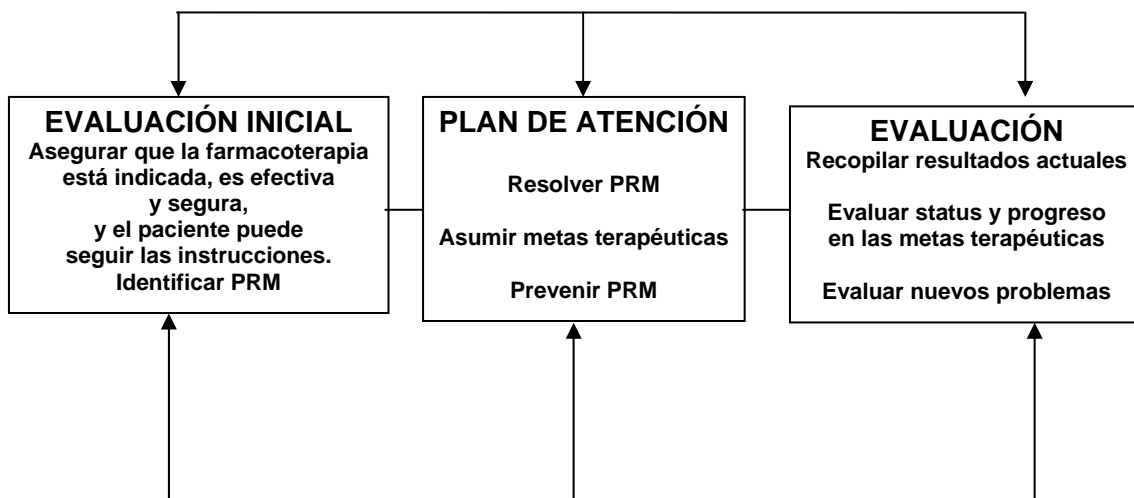 EVALUACIÓN INICIAL
Asegurar que la farmacoterapia
está indicada, es efectiva
y segura,
y el paciente puede
seguir las instrucciones.
Identificar PRM
PLAN DE ATENCIÓN
Resolver PRM
Asumir metas terapéuticas
Prevenir PRM
EVALUACIÓN
Recopilar resultados actuales
Evaluar status y progreso
en las metas terapéuticas
Evaluar nuevos problemas